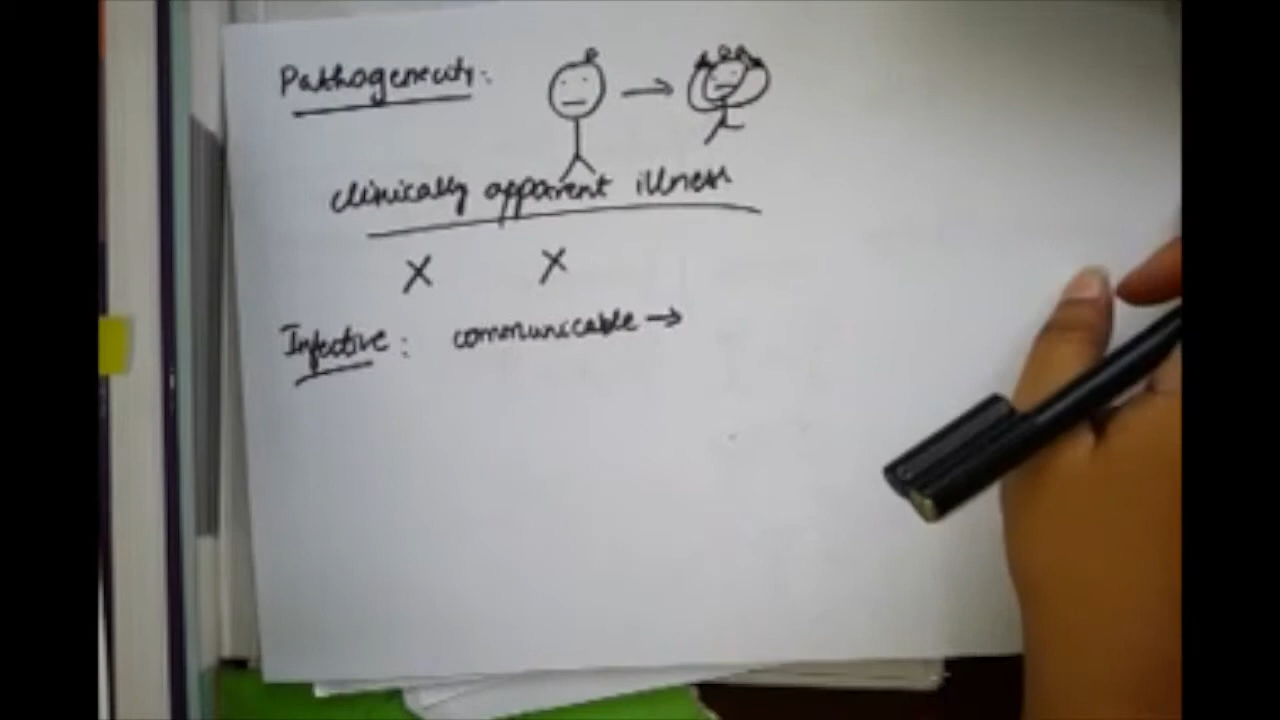 Pathogenecity:
clinically apparent illness
X X
Infective: communicable →